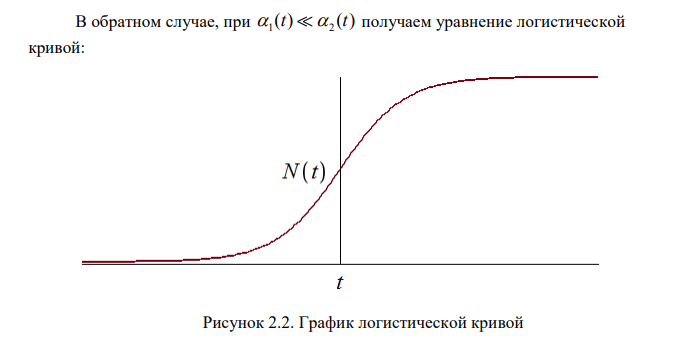 В обратном случае, при α₁(t) ≪ α₂(t) получаем уравнение логистической
кривой:
N(t)
t
Рисунок 2.2. График логистической кривой